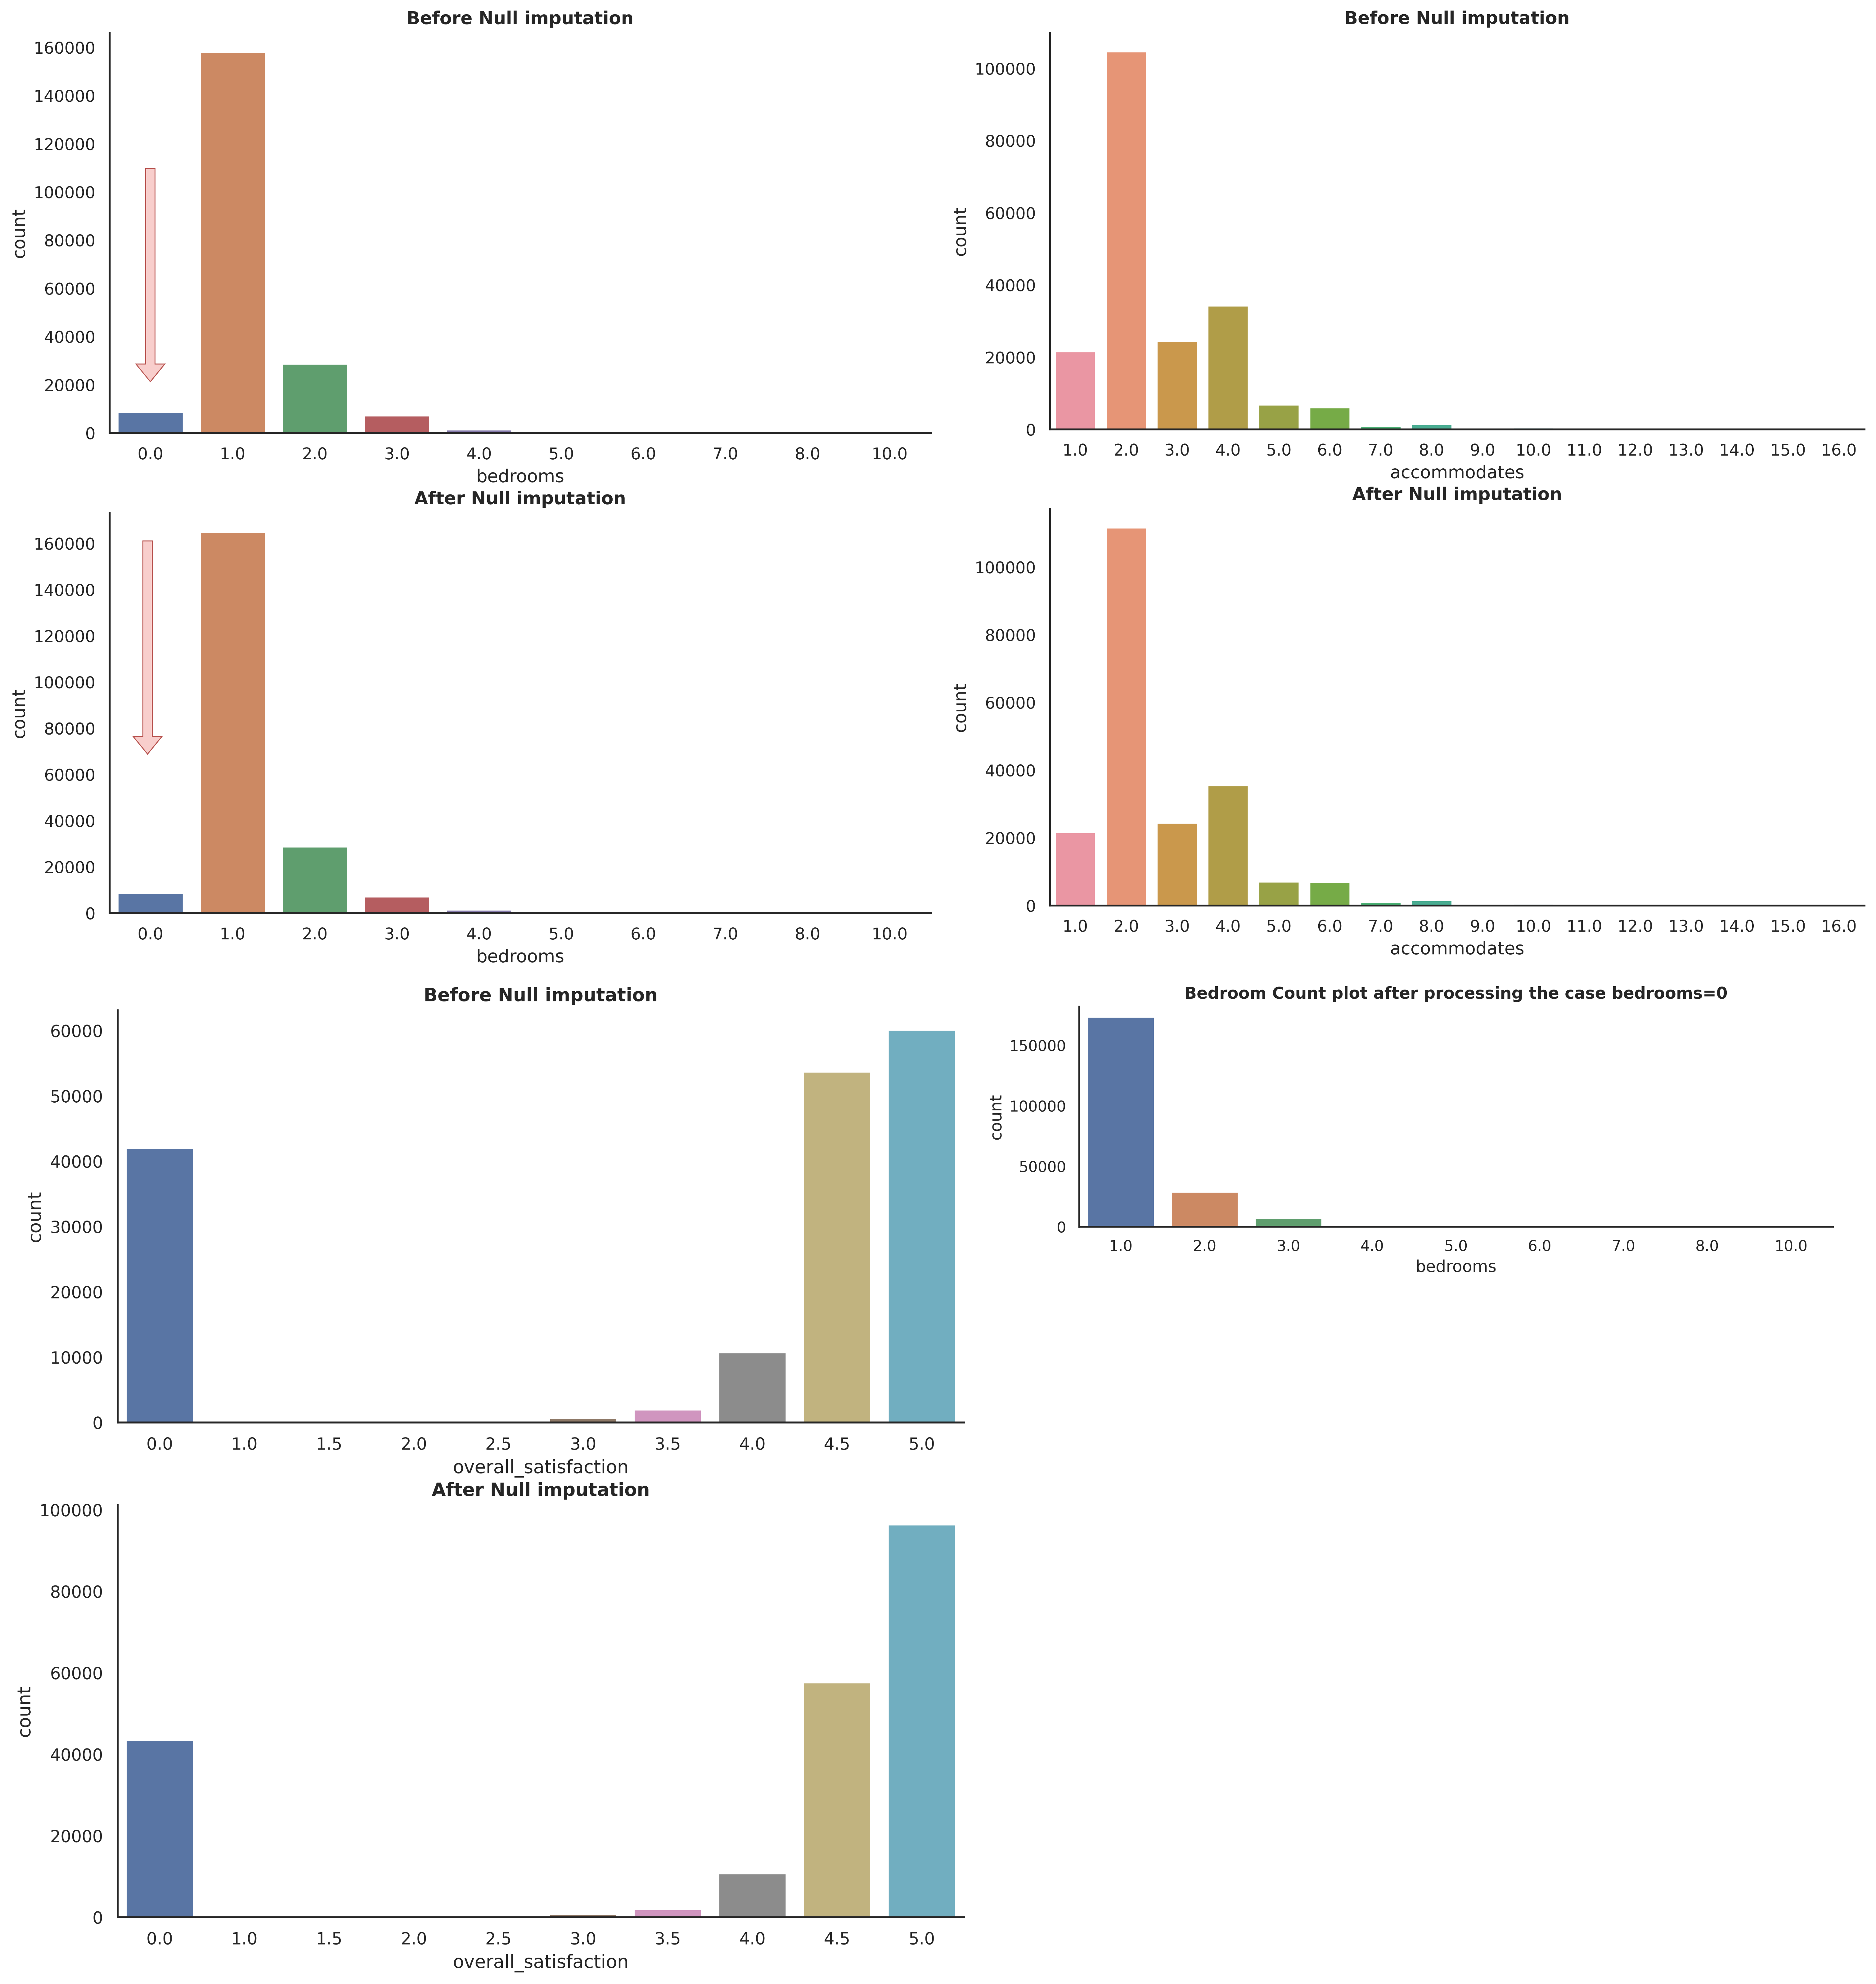 Before Null imputation
160000
140000
120000
100000
80000
60000
40000
20000
0
count
0.0 1.0 2.0 3.0 4.0 5.0 6.0 7.0 8.0 10.0
bedrooms
Before Null imputation
100000
80000
60000
40000
20000
0
count
1.0 2.0 3.0 4.0 5.0 6.0 7.0 8.0 9.0 10.0 11.0 12.0 13.0 14.0 15.0 16.0
accommodates
After Null imputation
160000
140000
120000
100000
80000
60000
40000
20000
0
count
0.0 1.0 2.0 3.0 4.0 5.0 6.0 7.0 8.0 10.0
bedrooms
After Null imputation
100000
80000
60000
40000
20000
0
count
1.0 2.0 3.0 4.0 5.0 6.0 7.0 8.0 9.0 10.0 11.0 12.0 13.0 14.0 15.0 16.0
accommodates
Before Null imputation
60000
50000
40000
30000
20000
10000
0
count
0.0 1.0 1.5 2.0 2.5 3.0 3.5 4.0 4.5 5.0
overall_satisfaction
Bedroom Count plot after processing the case bedrooms=0
150000
100000
50000
0
count
1.0 2.0 3.0 4.0 5.0 6.0 7.0 8.0 10.0
bedrooms
After Null imputation
100000
80000
60000
40000
20000
0
count
0.0 1.0 1.5 2.0 2.5 3.0 3.5 4.0 4.5 5.0
overall_satisfaction